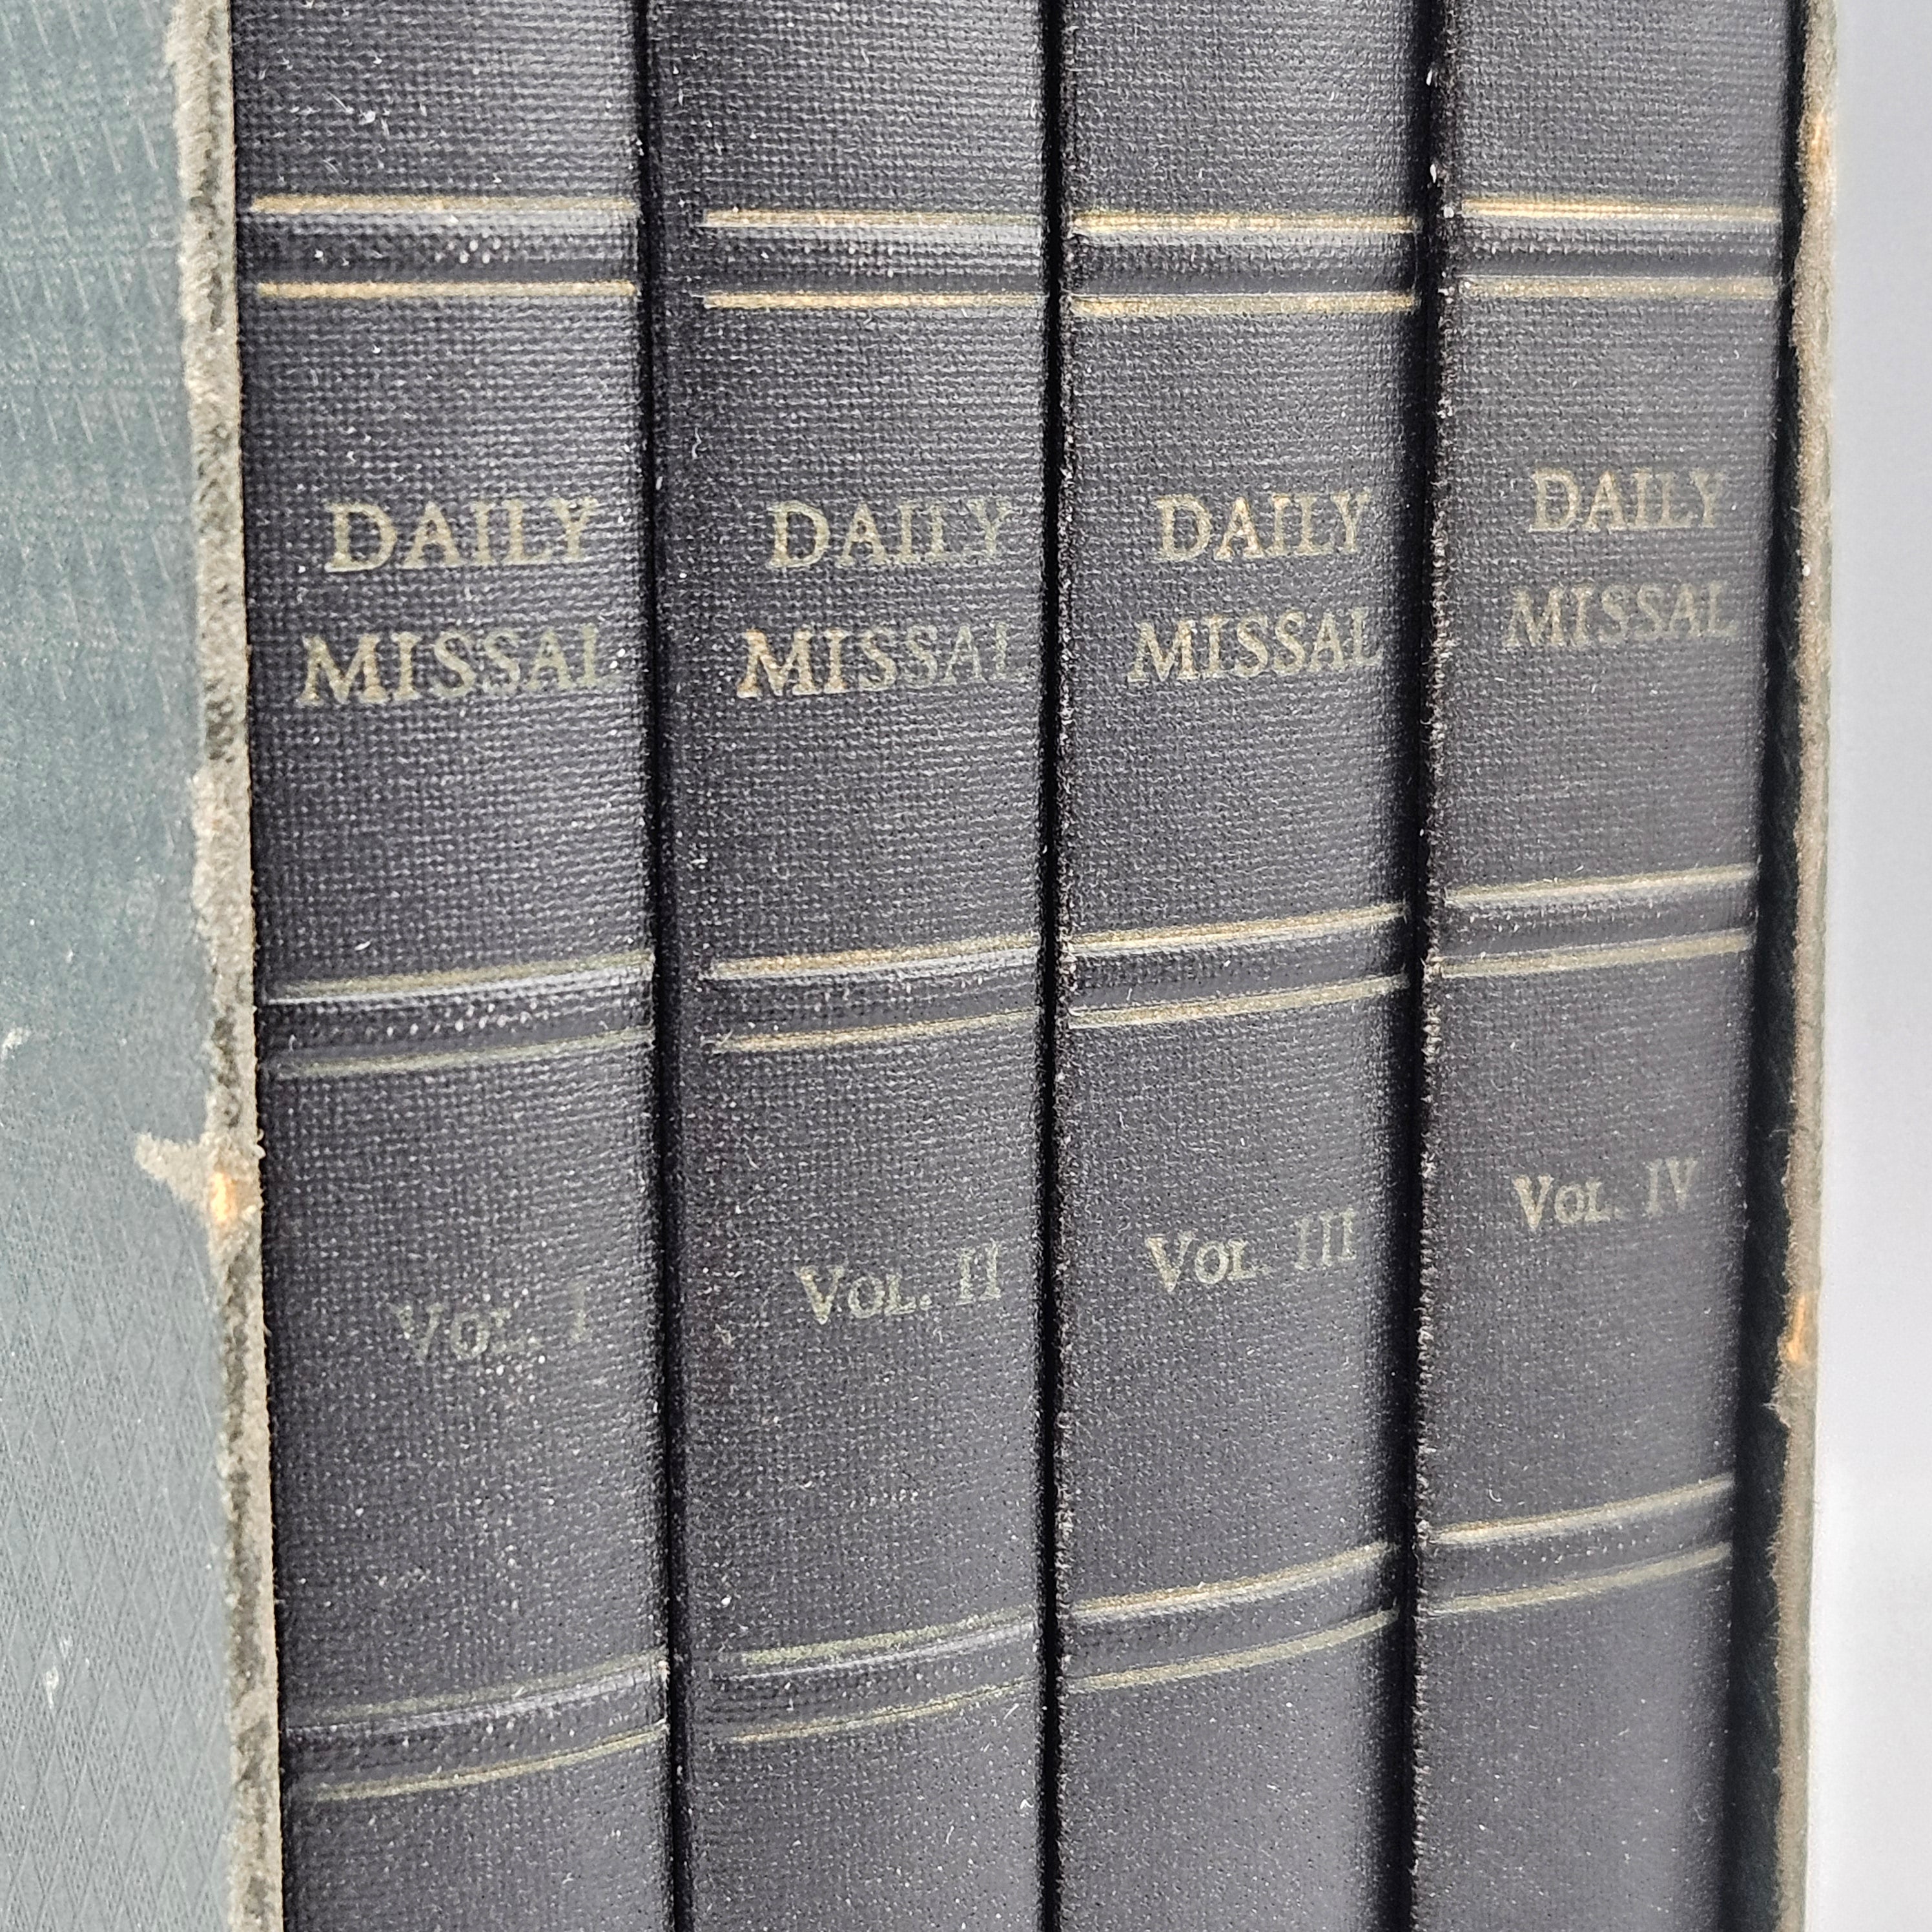 DAILY
MISSAL
VOL. I
DAILY
MISSAL
VOL. II
DAILY
MISSAL
VOL. III
DAILY
MISSAL
VOL. IV